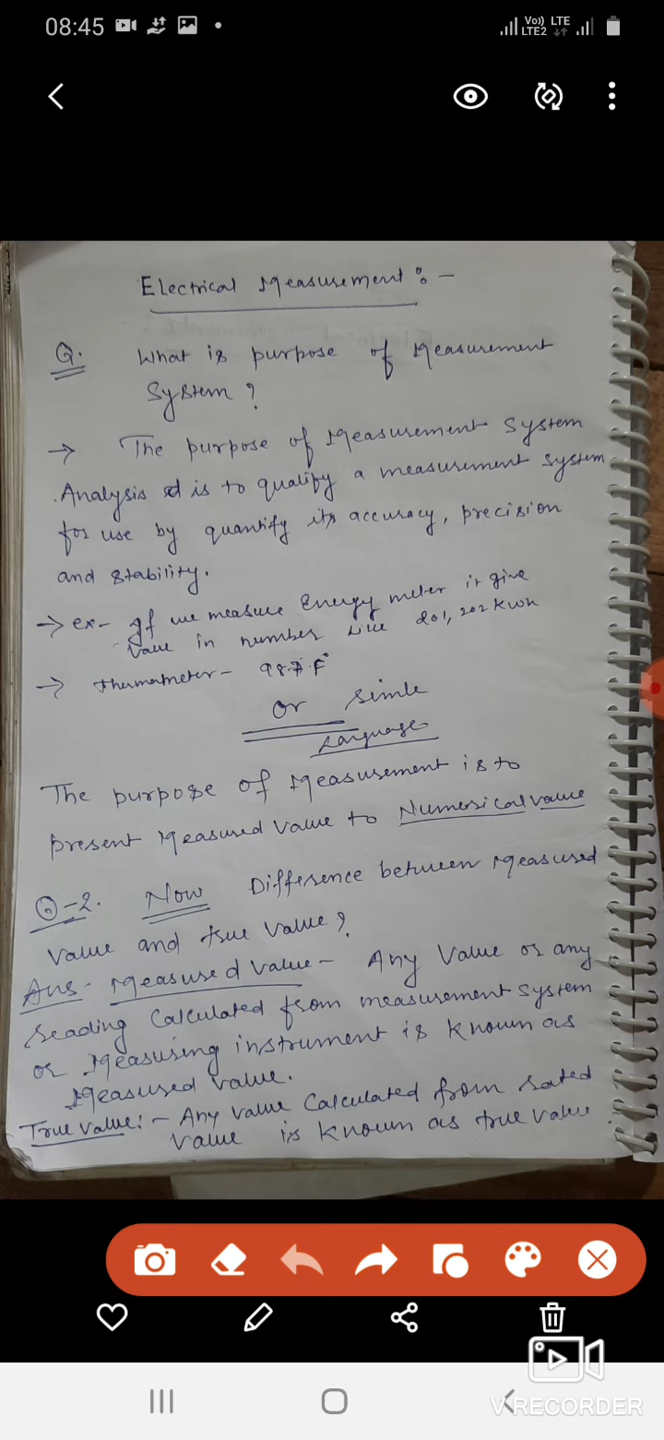 08:45
Vo)) LTE
LTE2
Electrical Measurement :-
Q. What is purpose of Measurement
System ?
→ The purpose of Measurement System
Analysis is to qualify a measurement system
for use by quantify its accuracy, precision
and stability.
→ ex- If we measure Energy meter it give
Value in number like 201, 202 kwh
→ thermameter - 98.7 F°
Or Simle
Language
The purpose of Measurement is to
present Measured Value to Numerical value
Q-2. Now Difference between Measured
Value and true Value ?
Ans- Measured Value - Any Value or any
reading Calculated from measurement system
or Measuring instrument is known as
Measured Value.
True Value :- Any value Calculated from rated
Value is known as true value.
V RECORDER